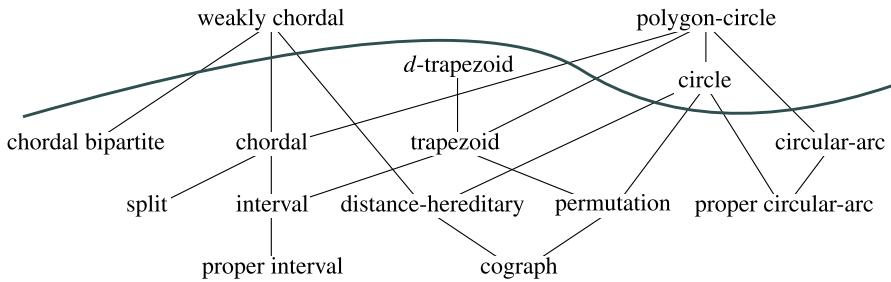 weakly chordal polygon-circle
d-trapezoid
circle
chordal bipartite chordal trapezoid circular-arc
split interval distance-hereditary permutation proper circular-arc
proper interval cograph